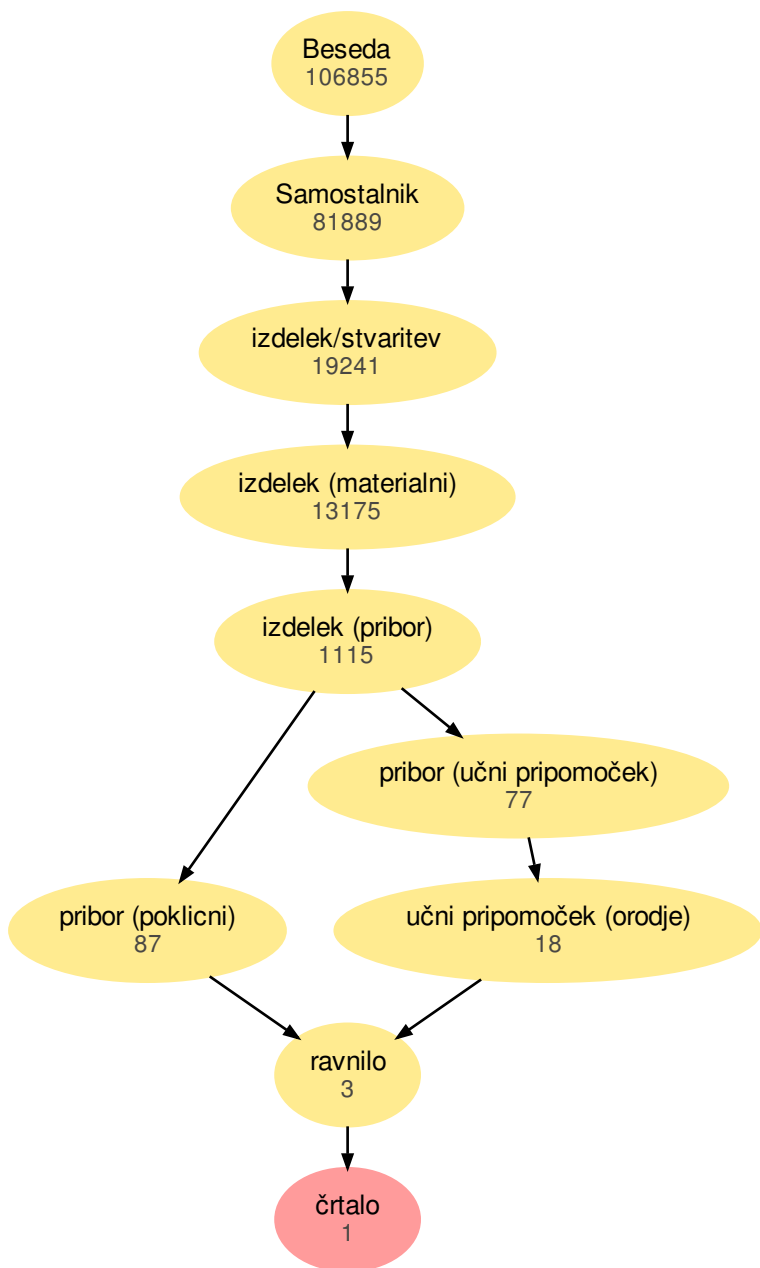 Beseda
106855
Samostalnik
81889
izdelek/stvaritev
19241
izdelek (materialni)
13175
izdelek (pribor)
1115
pribor (učni pripomoček)
77
pribor (poklicni)
87
učni pripomoček (orodje)
18
ravnilo
3
črtalo
1